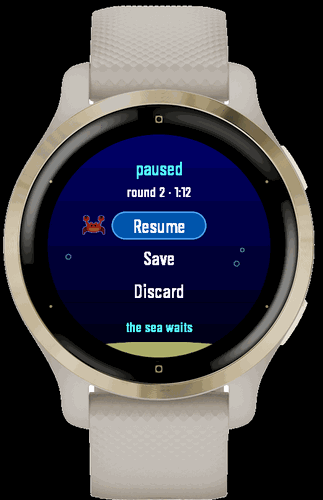 paused
round 2 · 1:12
Resume
Save
Discard
the sea waits